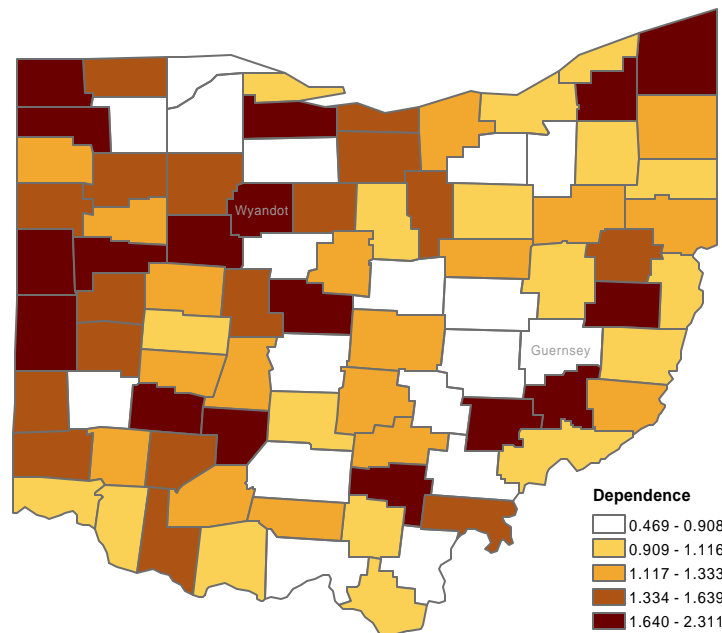 Wyandot
Guernsey
Dependence
0.469 - 0.908
0.909 - 1.116
1.117 - 1.333
1.334 - 1.639
1.640 - 2.311